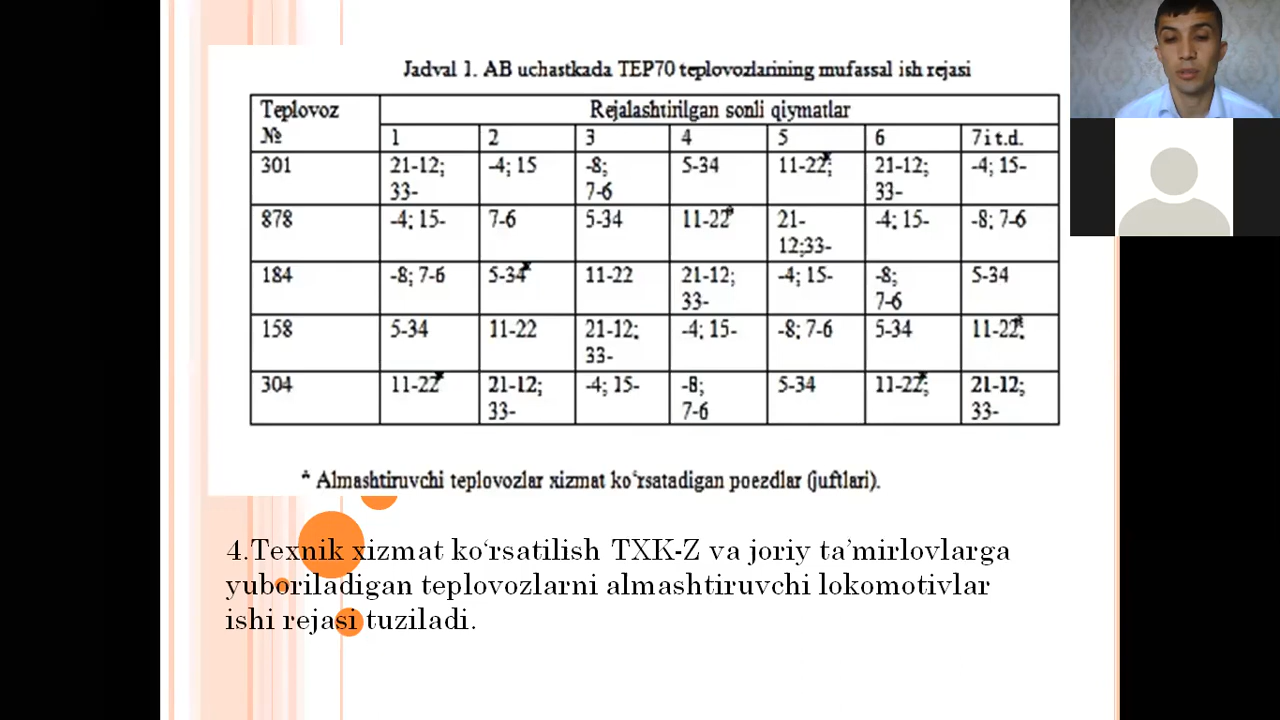 Jadval 1. AB uchastkada TEP70 teplovozlarining mufassal ish rejasi
Teplovoz № Rejalashtirilgan sonli qiymatlar
1 2 3 4 5 6 7 i t.d.
301 21-12; 33- -4; 15 -8; 7-6 5-34 11-22*; 21-12; 33- -4; 15-
878 -4; 15- 7-6 5-34 11-22* 21-12;33- -4; 15- -8; 7-6
184 -8; 7-6 5-34* 11-22 21-12; 33- -4; 15- -8; 7-6 5-34
158 5-34 11-22 21-12; 33- -4; 15- -8; 7-6 5-34 11-22*;
304 11-22* 21-12; 33- -4; 15- -8; 7-6 5-34 11-22*; 21-12; 33-
* Almashtiruvchi teplovozlar xizmat ko‘rsatadigan poezdlar (juftlari).
4.Texnik xizmat ko‘rsatilish TXK-Z va joriy ta’mirlovlarga
yuboriladigan teplovozlarni almashtiruvchi lokomotivlar
ishi rejasi tuziladi.